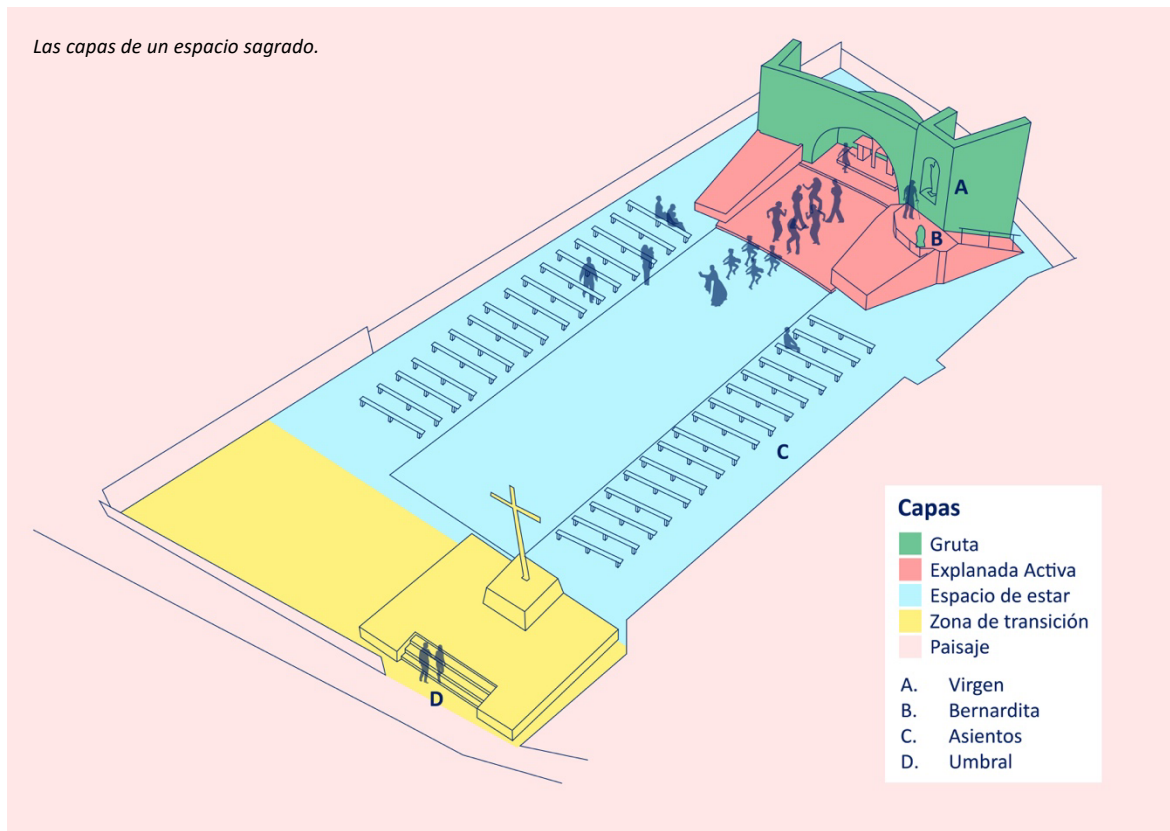 Las capas de un espacio sagrado.
A
B
C
D
Capas
Gruta
Explanada Activa
Espacio de estar
Zona de transición
Paisaje
A. Virgen
B. Bernardita
C. Asientos
D. Umbral